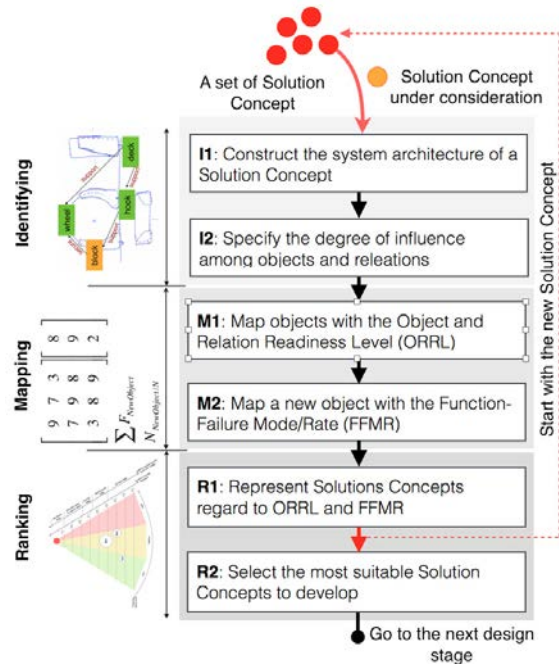 A set of Solution
Concept
Solution Concept
under consideration
Identifying
deck
support
hook
wheel
block
I1: Construct the system architecture of a
Solution Concept
I2: Specify the degree of influence
among objects and releations
Mapping
9 7 3
7 9 8
3 8 9
8
9
2
∑ F NewObject
N NewObject/N
M1: Map objects with the Object and
Relation Readiness Level (ORRL)
M2: Map a new object with the Function-
Failure Mode/Rate (FFMR)
Ranking
R1: Represent Solutions Concepts
regard to ORRL and FFMR
R2: Select the most suitable Solution
Concepts to develop
Go to the next design
stage
Start with the new Solution Concept